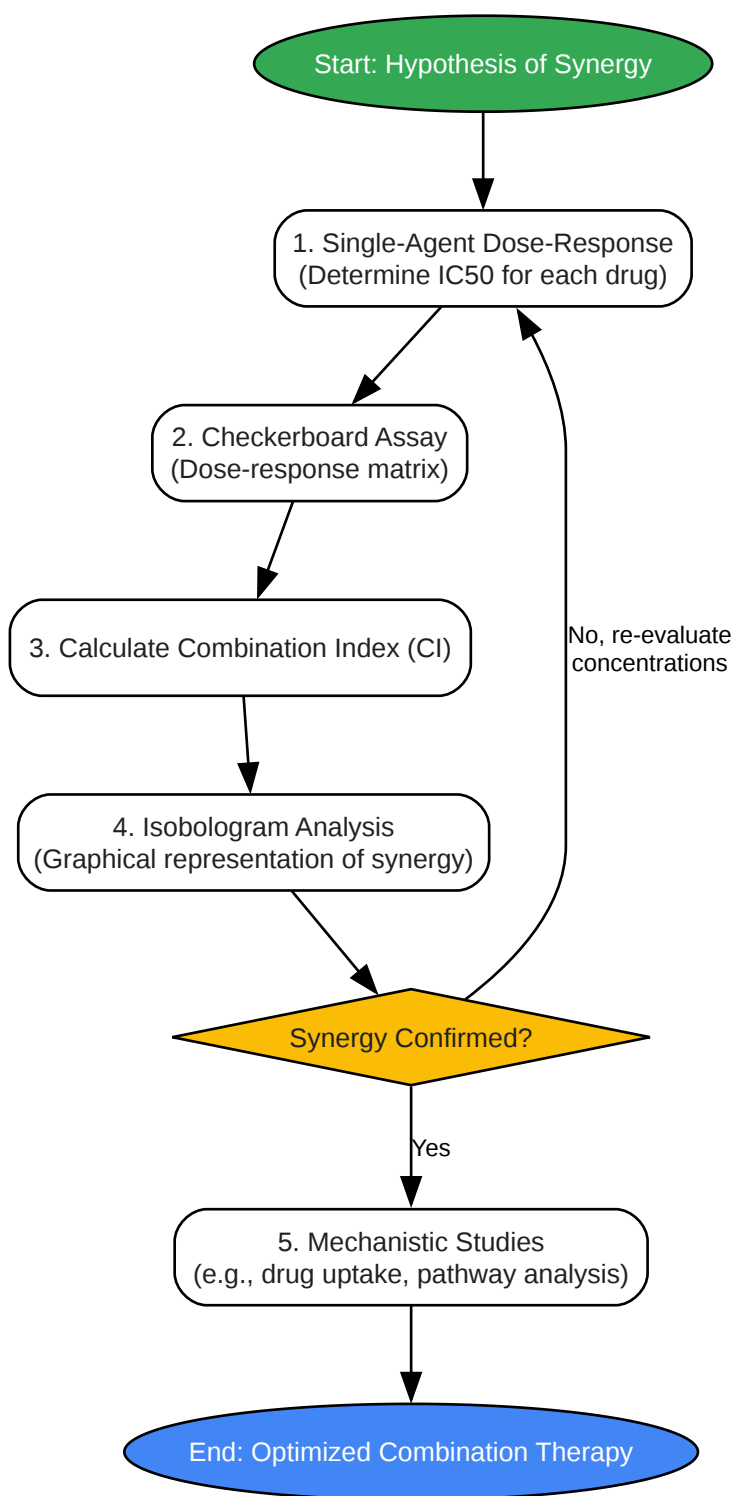 Start: Hypothesis of Synergy
1. Single-Agent Dose-Response
(Determine IC50 for each drug)
2. Checkerboard Assay
(Dose-response matrix)
3. Calculate Combination Index (CI)
No, re-evaluate
concentrations
4. Isobologram Analysis
(Graphical representation of synergy)
Synergy Confirmed?
Yes
5. Mechanistic Studies
(e.g., drug uptake, pathway analysis)
End: Optimized Combination Therapy